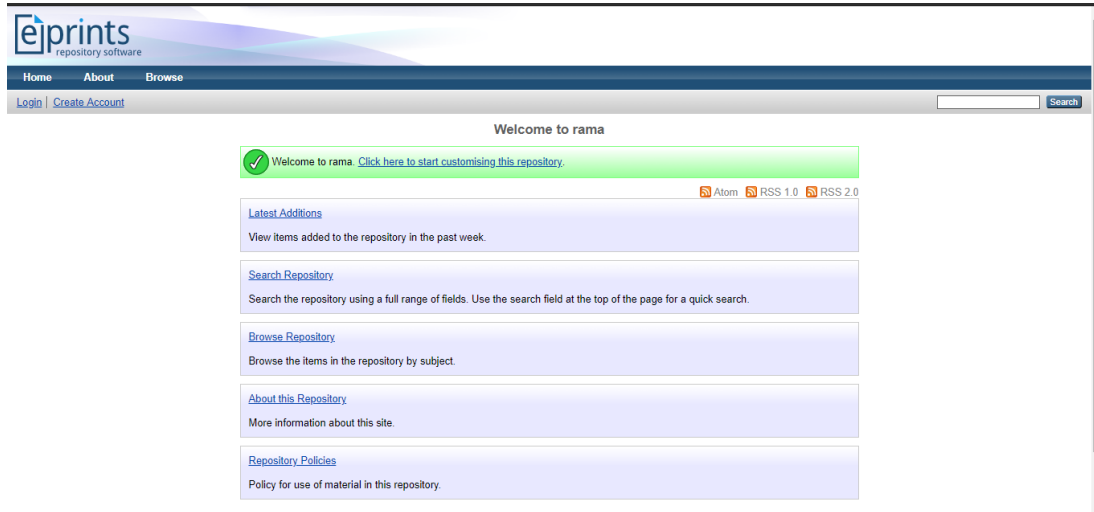 eprints
repository software
Home About Browse
Login | Create Account Search
Welcome to rama
Welcome to rama. Click here to start customising this repository.
Atom RSS 1.0 RSS 2.0
Latest Additions
View items added to the repository in the past week.
Search Repository
Search the repository using a full range of fields. Use the search field at the top of the page for a quick search.
Browse Repository
Browse the items in the repository by subject.
About this Repository
More information about this site.
Repository Policies
Policy for use of material in this repository.